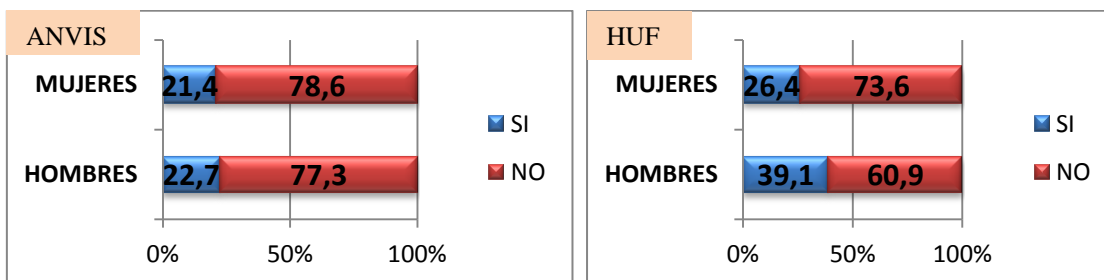 ANVIS
MUJERES 21,4 78,6
SI
NO
HOMBRES 22,7 77,3
0% 50% 100%
HUF
MUJERES 26,4 73,6
SI
NO
HOMBRES 39,1 60,9
0% 50% 100%